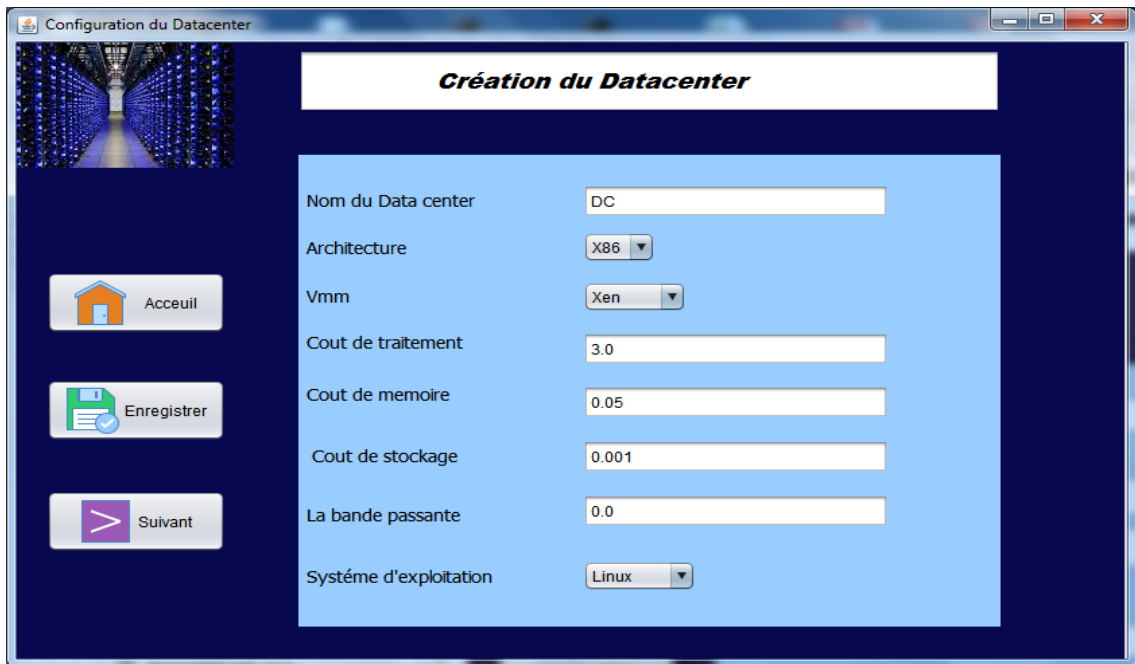 Configuration du Datacenter
Création du Datacenter
Nom du Data center DC
Architecture X86
Vmm Xen
Cout de traitement 3.0
Cout de memoire 0.05
Cout de stockage 0.001
La bande passante 0.0
Systéme d'exploitation Linux
Acceuil
Enregistrer
Suivant